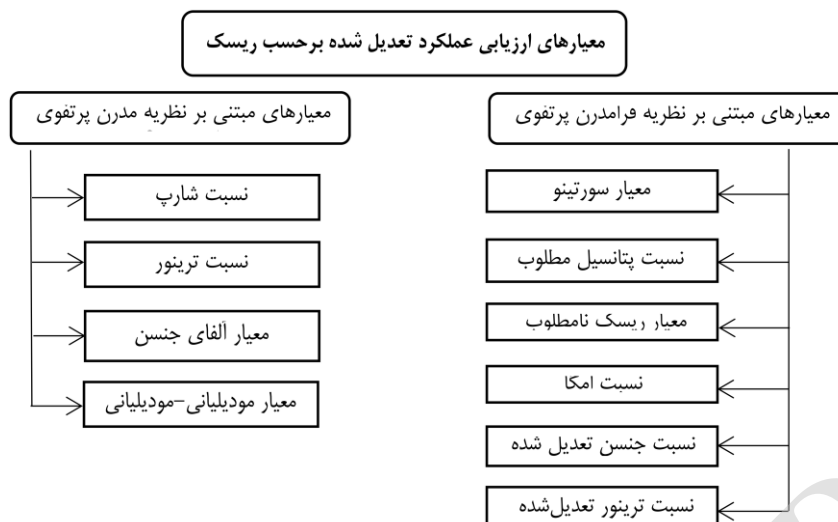 معیارهای ارزیابی عملکرد تعدیل شده برحسب ریسک
معیارهای مبتنی بر نظریه فرامدرن پرتفوی
معیار سورتینو
نسبت پتانسیل مطلوب
معیار ریسک نامطلوب
نسبت امکا
نسبت جنسن تعدیل شده
نسبت ترینور تعدیل‌شده
معیارهای مبتنی بر نظریه مدرن پرتفوی
نسبت شارپ
نسبت ترینور
معیار آلفای جنسن
معیار مودیلیانی-مودیلیانی